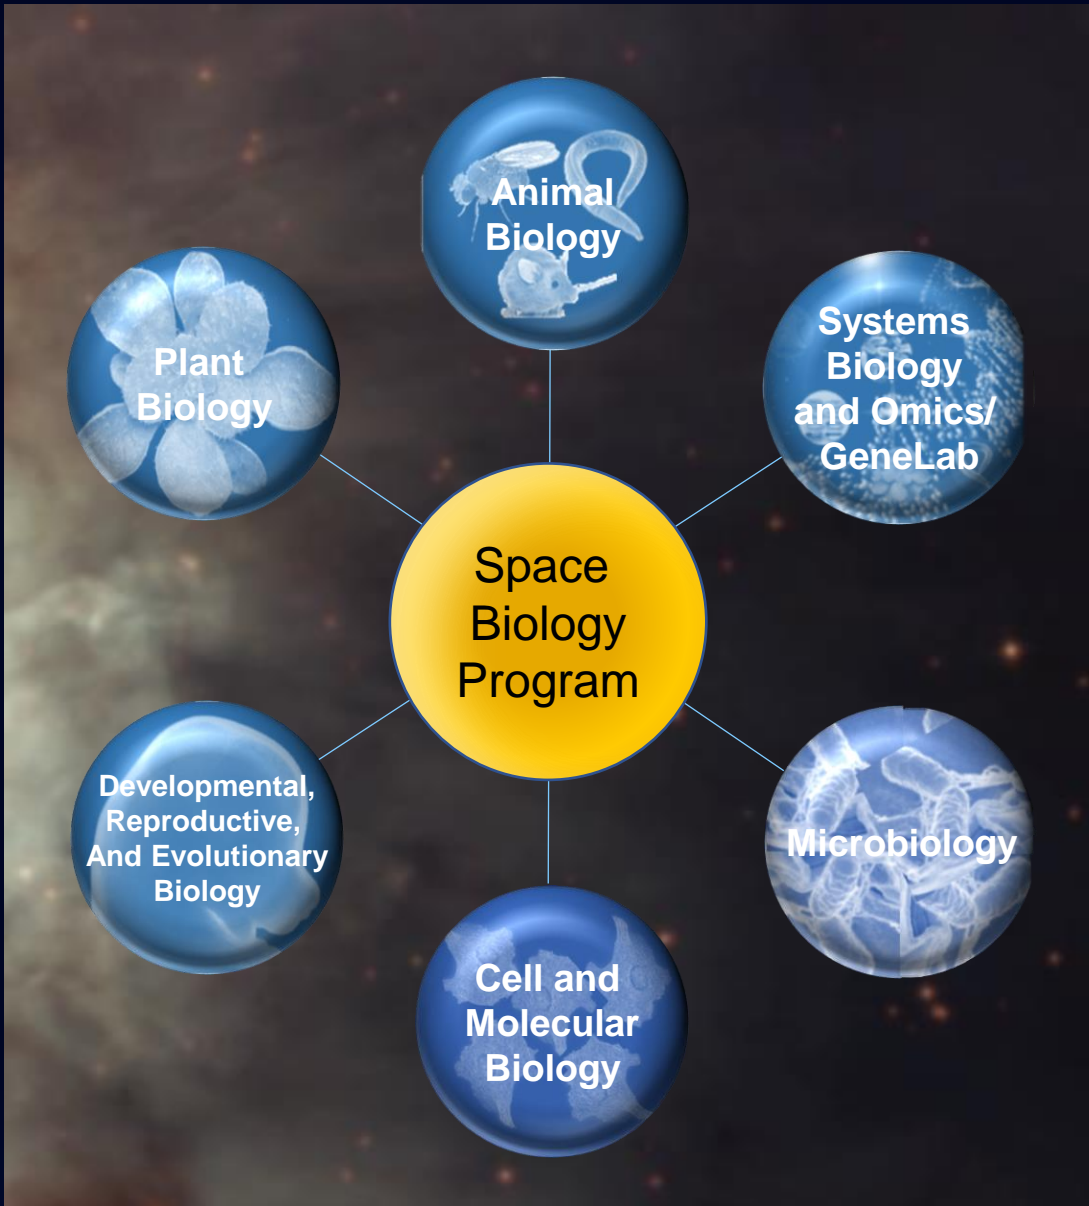 Animal
Biology
Plant
Biology
Systems
Biology
and Omics/
GeneLab
Space
Biology
Program
Developmental,
Reproductive,
And Evolutionary
Biology
Microbiology
Cell and
Molecular
Biology